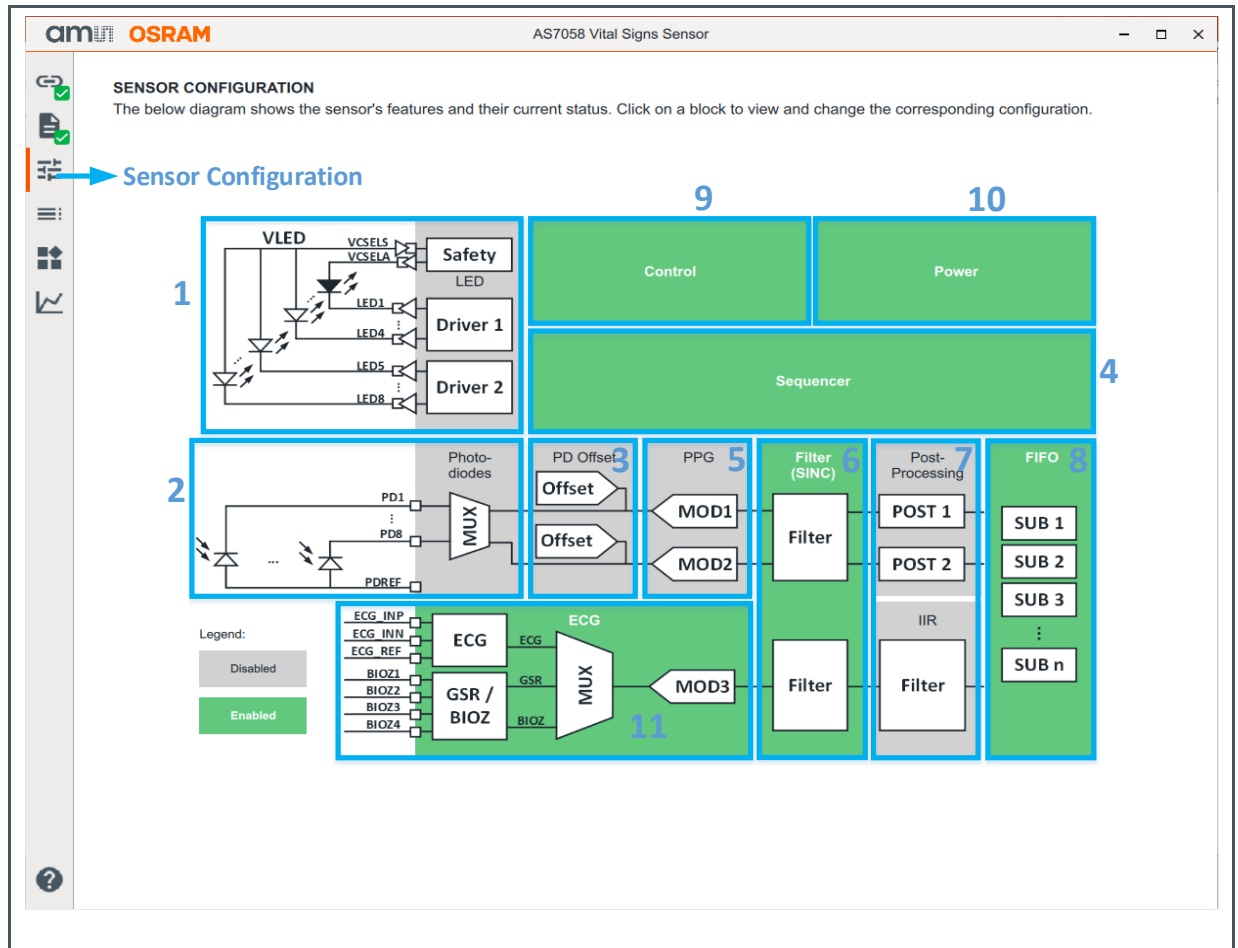 amu OSRAM
AS7058 Vital Signs Sensor
SENSOR CONFIGURATION
The below diagram shows the sensor's features and their current status. Click on a block to view and change the corresponding configuration.
Sensor Configuration
9
10
1
VLED
VCSELS
VCSELA
Safety
LED
LED1
⋮
LED4
Driver 1
LED5
⋮
LED8
Driver 2
Control
Power
Sequencer
4
2
Photo-
diodes
PD1
⋮
PD8
MUX
...
PDREF
PD Offset
3
Offset
Offset
PPG
5
MOD1
MOD2
Filter
(SINC)
6
Filter
Filter
Post-
Processing
7
POST 1
POST 2
IIR
Filter
FIFO
8
SUB 1
SUB 2
SUB 3
⋮
SUB n
Legend:
Disabled
Enabled
ECG_INP
ECG_INN
ECG_REF
BIOZ1
BIOZ2
BIOZ3
BIOZ4
ECG
GSR /
BIOZ
ECG
ECG
GSR
BIOZ
MUX
MOD3
11